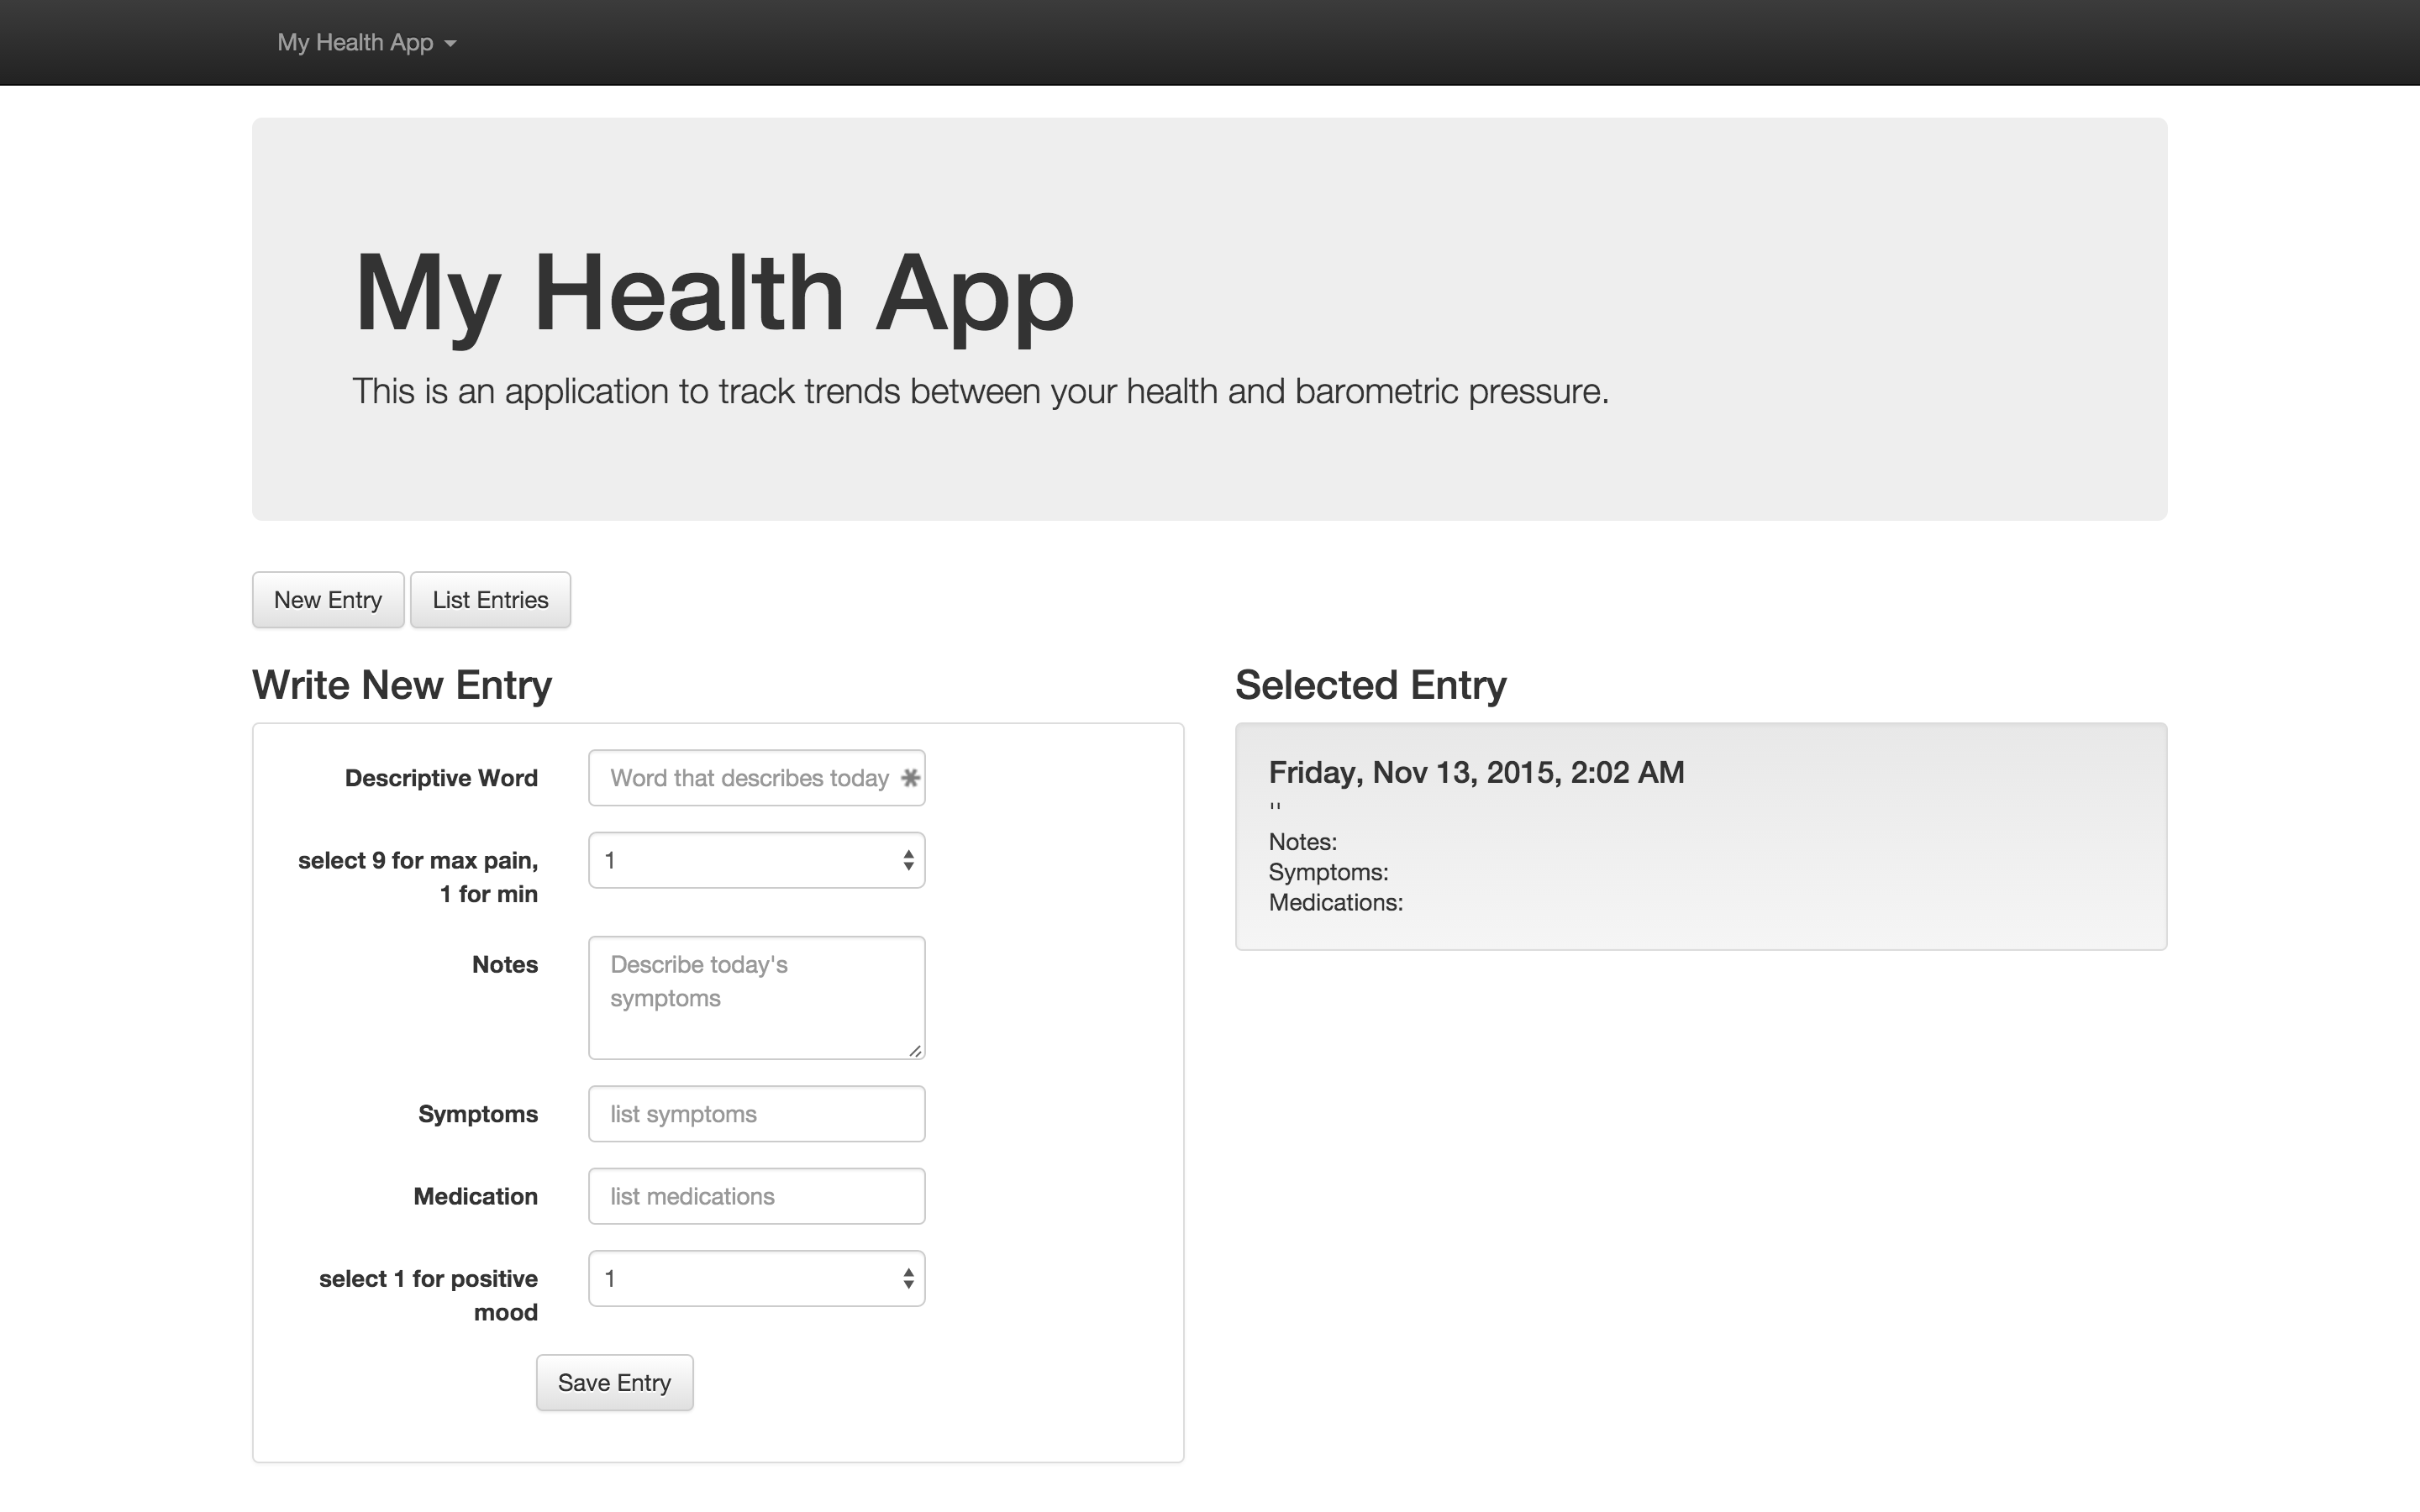 My Health App
My Health App
This is an application to track trends between your health and barometric pressure.
New Entry
List Entries
Write New Entry
Descriptive Word
Word that describes today
select 9 for max pain,
1 for min
1
Notes
Describe today's
symptoms
Symptoms
list symptoms
Medication
list medications
select 1 for positive
mood
1
Save Entry
Selected Entry
Friday, Nov 13, 2015, 2:02 AM
''
Notes:
Symptoms:
Medications: